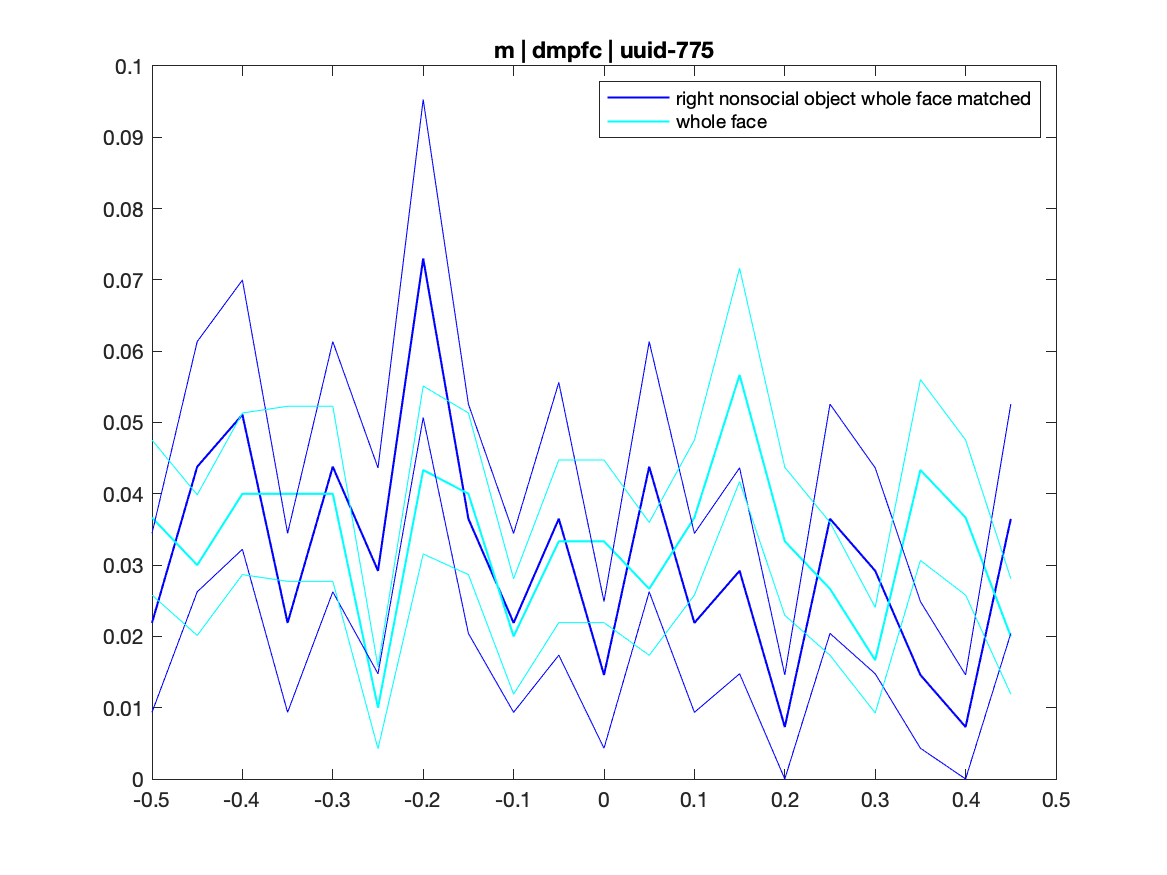 m | dmpfc | uuid-775
right nonsocial object whole face matched
whole face
0.1
0.09
0.08
0.07
0.06
0.05
0.04
0.03
0.02
0.01
0
-0.5 -0.4 -0.3 -0.2 -0.1 0 0.1 0.2 0.3 0.4 0.5